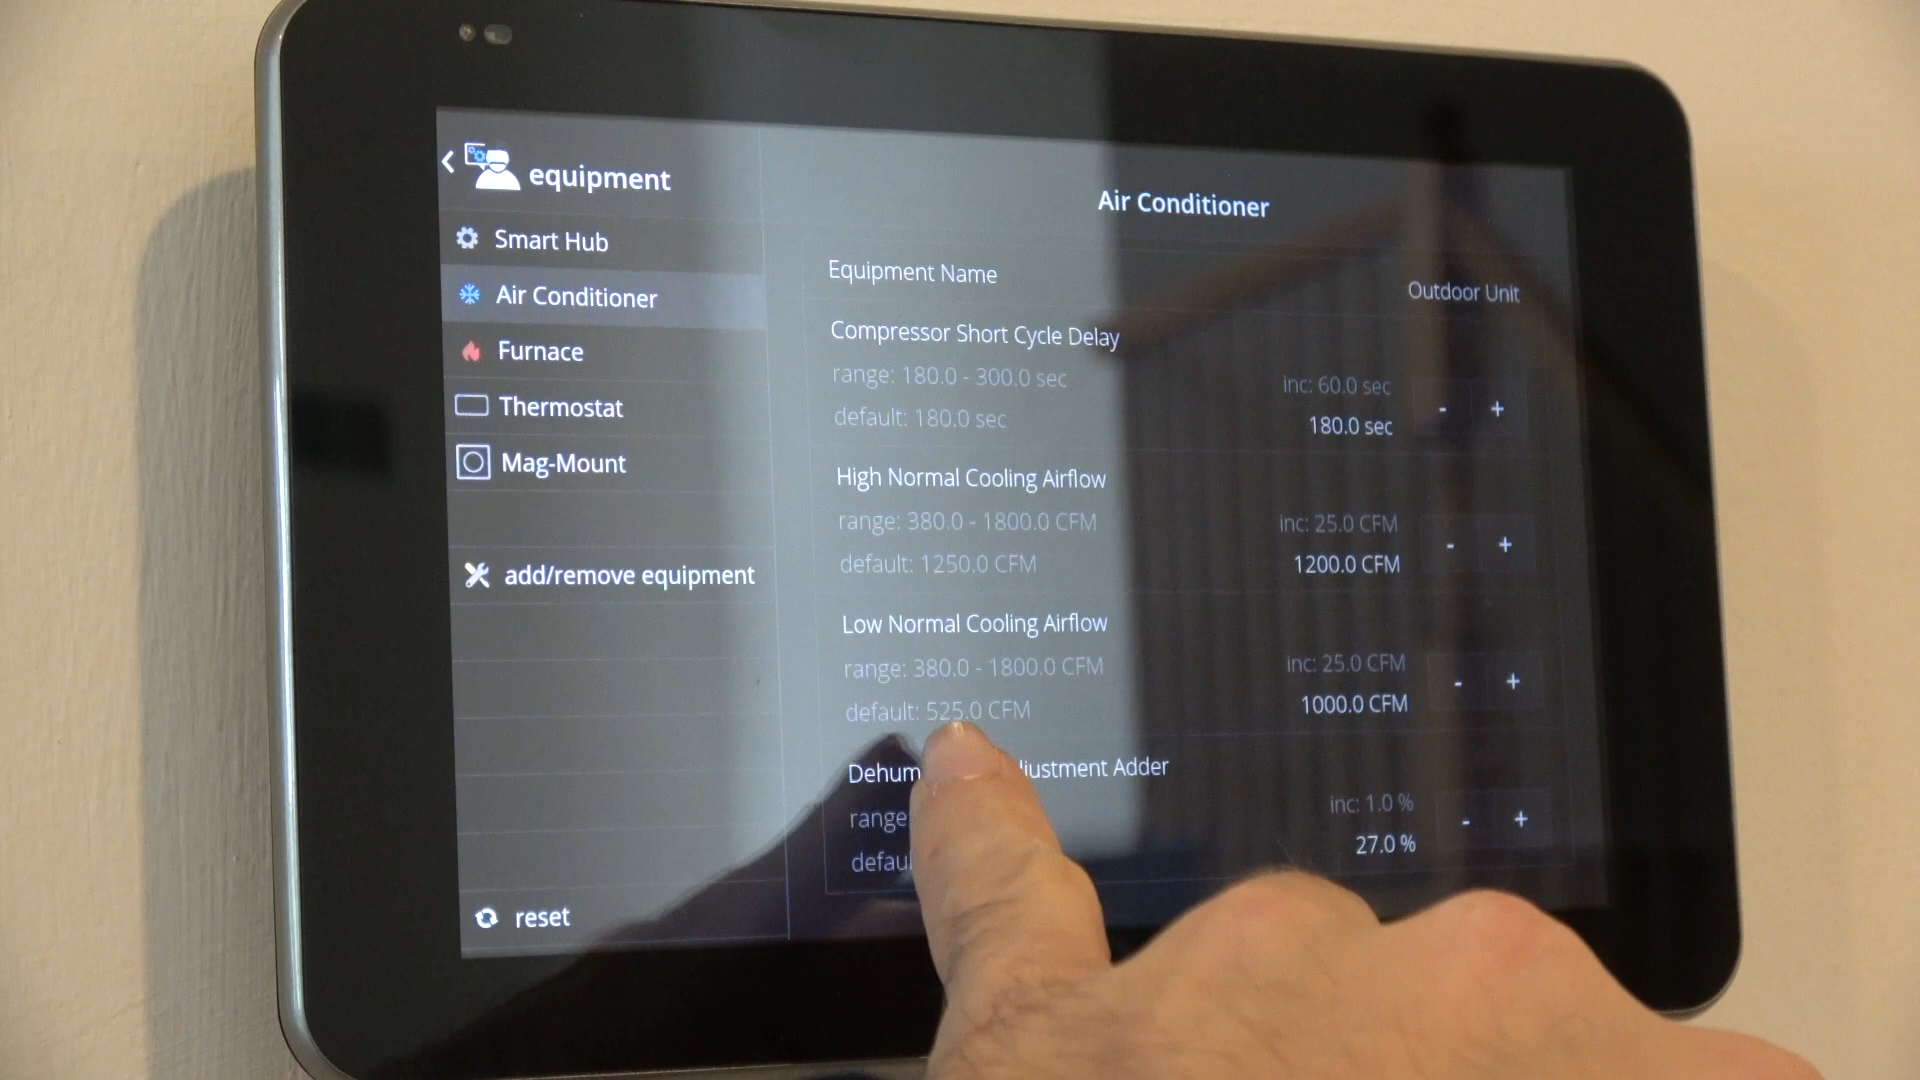 equipment
Smart Hub
Air Conditioner
Furnace
Thermostat
Mag-Mount
add/remove equipment
reset
Air Conditioner
Equipment Name
Outdoor Unit
Compressor Short Cycle Delay
range: 180.0 - 300.0 sec
inc: 60.0 sec
default: 180.0 sec
180.0 sec
- +
High Normal Cooling Airflow
range: 380.0 - 1800.0 CFM
inc: 25.0 CFM
default: 1250.0 CFM
1200.0 CFM
- +
Low Normal Cooling Airflow
range: 380.0 - 1800.0 CFM
inc: 25.0 CFM
default: 525.0 CFM
1000.0 CFM
- +
Adder
range
inc: 1.0 %
27.0 %
- +